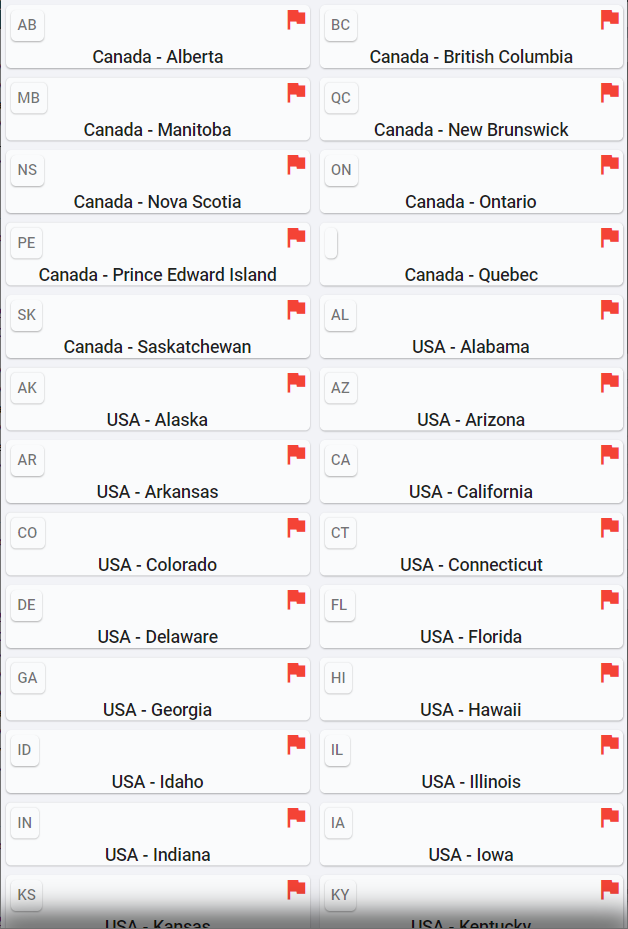 AB
Canada - Alberta
BC
Canada - British Columbia
MB
Canada - Manitoba
QC
Canada - New Brunswick
NS
Canada - Nova Scotia
ON
Canada - Ontario
PE
Canada - Prince Edward Island
Canada - Quebec
SK
Canada - Saskatchewan
AL
USA - Alabama
AK
USA - Alaska
AZ
USA - Arizona
AR
USA - Arkansas
CA
USA - California
CO
USA - Colorado
CT
USA - Connecticut
DE
USA - Delaware
FL
USA - Florida
GA
USA - Georgia
HI
USA - Hawaii
ID
USA - Idaho
IL
USA - Illinois
IN
USA - Indiana
IA
USA - Iowa
KS
USA - Kansas
KY
USA - Kentucky